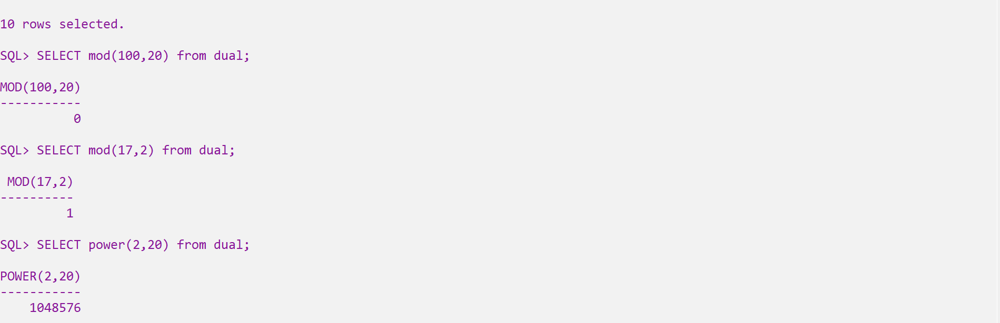 10 rows selected.
SQL> SELECT mod(100,20) from dual;
MOD(100,20)
-----------
0
SQL> SELECT mod(17,2) from dual;
MOD(17,2)
----------
1
SQL> SELECT power(2,20) from dual;
POWER(2,20)
-----------
1048576